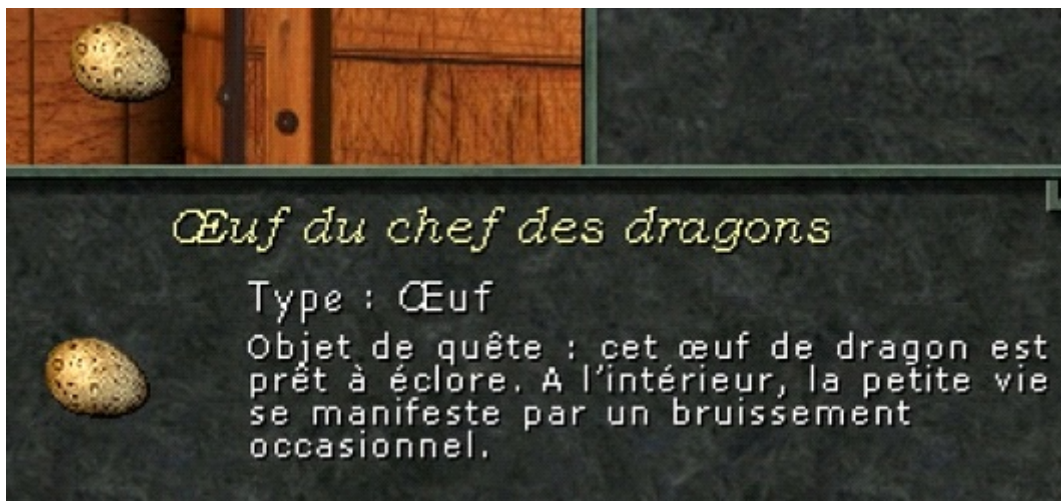 Œuf du chef des dragons
Type : Œuf
Objet de quête : cet œuf de dragon est
prêt à éclore. A l'intérieur, la petite vie
se manifeste par un bruissement
occasionnel.